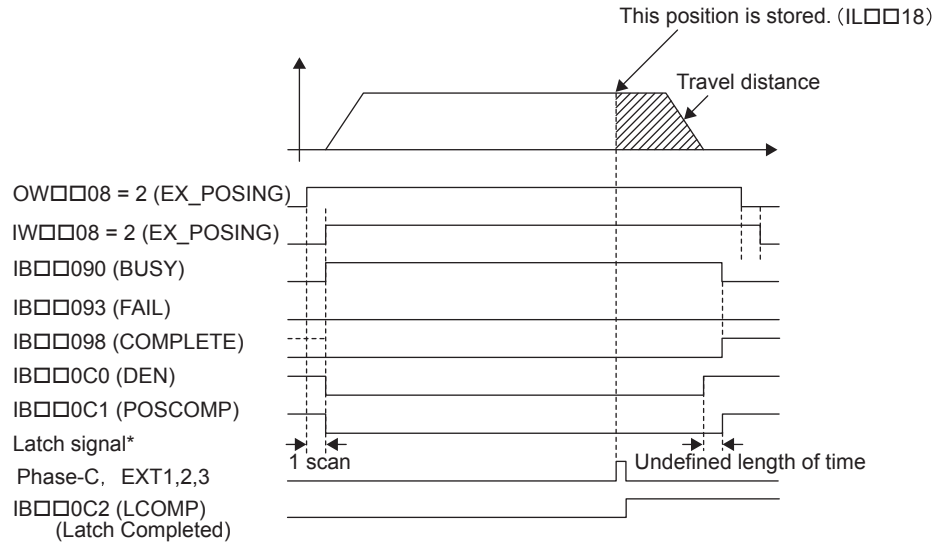 This position is stored. (IL□□18)
Travel distance
OW□□08 = 2 (EX_POSING)
IW□□08 = 2 (EX_POSING)
IB□□090 (BUSY)
IB□□093 (FAIL)
IB□□098 (COMPLETE)
IB□□0C0 (DEN)
IB□□0C1 (POSCOMP)
Latch signal*
1 scan
Undefined length of time
Phase-C, EXT1,2,3
IB□□0C2 (LCOMP)
(Latch Completed)